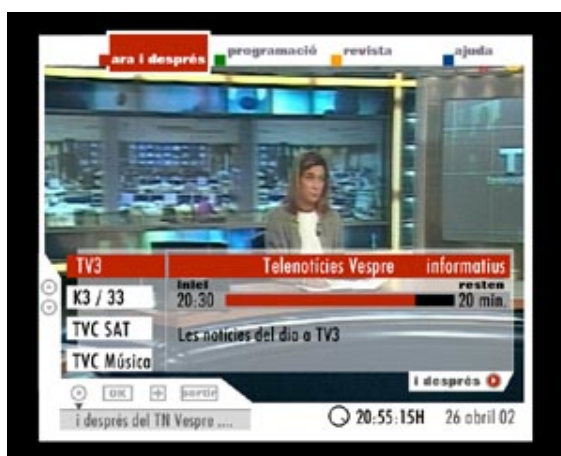 ara i després programació revista ajuda
TV3 Telenotícies Vespre informatius
inici resten
K3 / 33 20:30 20 min.
TVC SAT Les notícies del dia a TV3
TVC Música
i després
OK + sortir
i després del TN Vespre ....
20:55:15H 26 abril 02